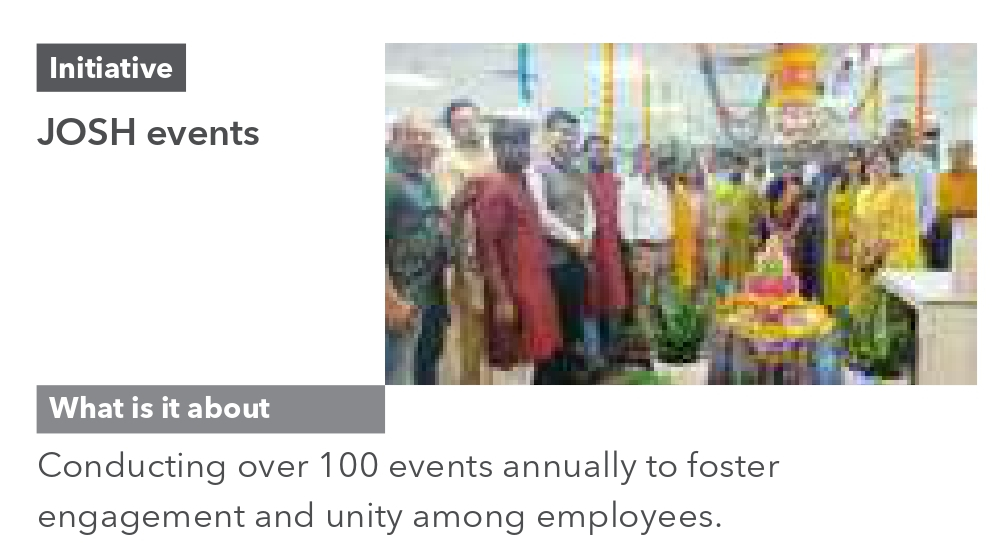 Initiative
JOSH events
What is it about
Conducting over 100 events annually to foster
engagement and unity among employees.